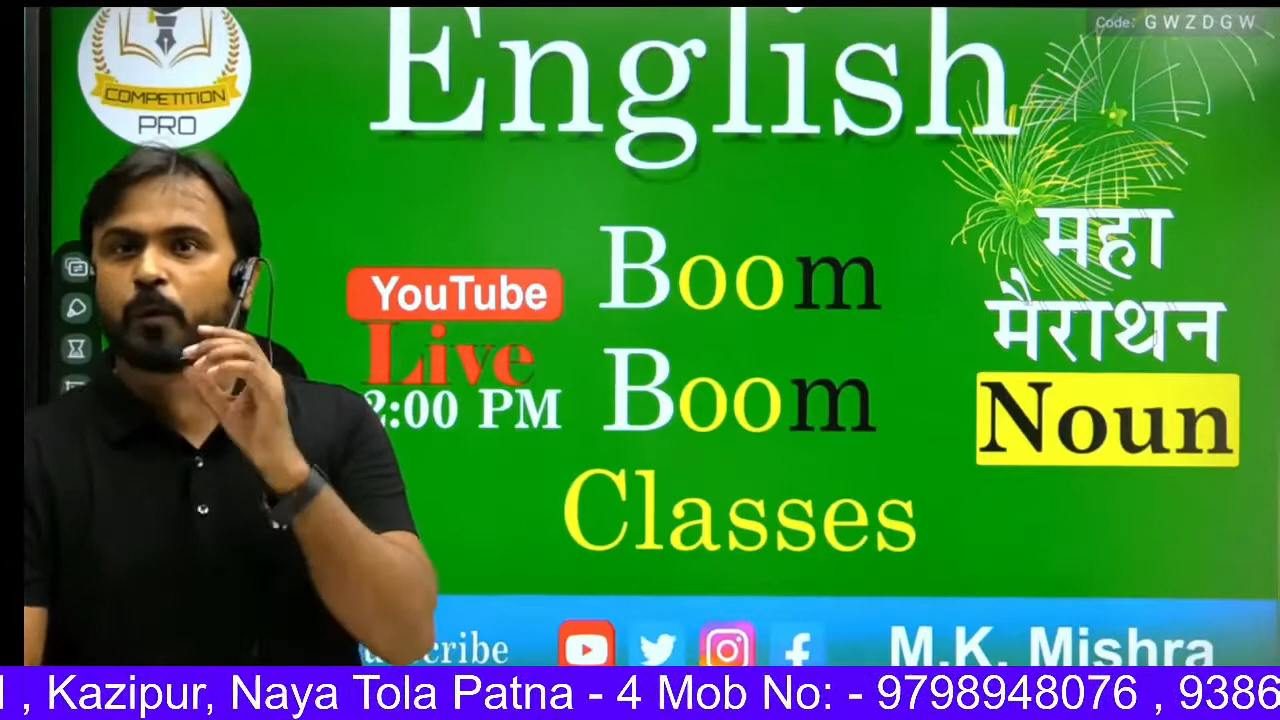 Code: GWZDGW
COMPETITION
PRO
English
YouTube
Live
2:00 PM
Boom
Boom
Classes
महा
मैराथन
Noun
M.K. Mishra
, Kazipur, Naya Tola Patna - 4 Mob No: - 9798948076 , 9386